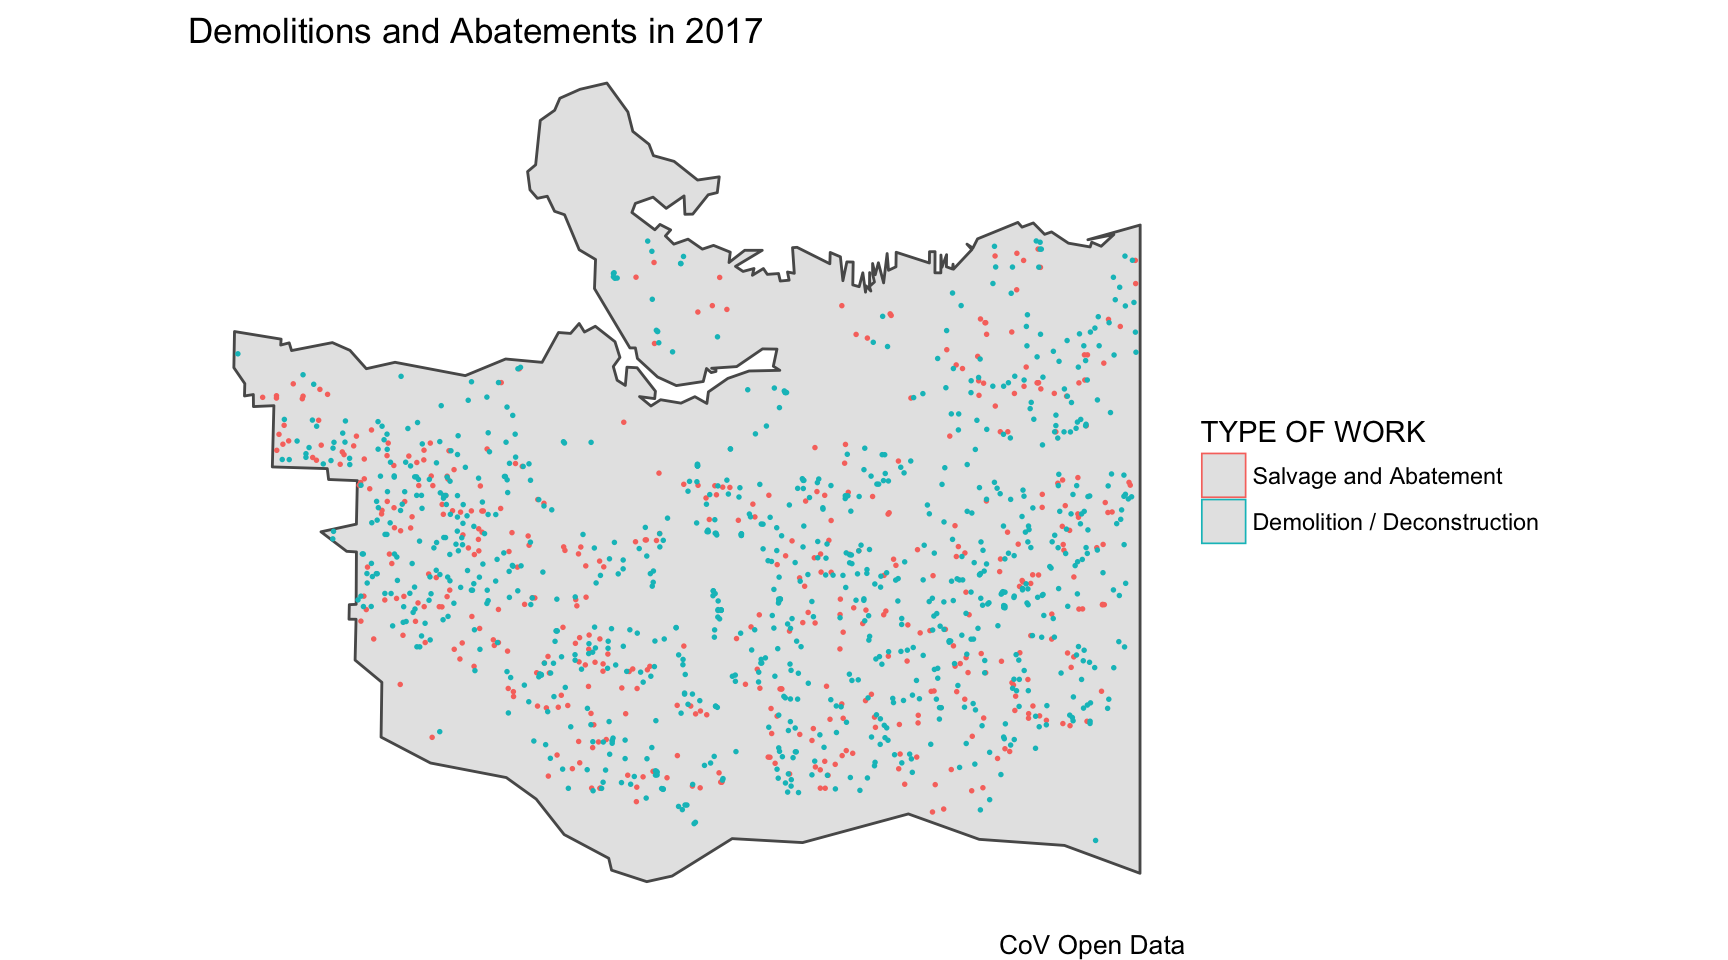 Demolitions and Abatements in 2017
TYPE OF WORK
Salvage and Abatement
Demolition / Deconstruction
CoV Open Data